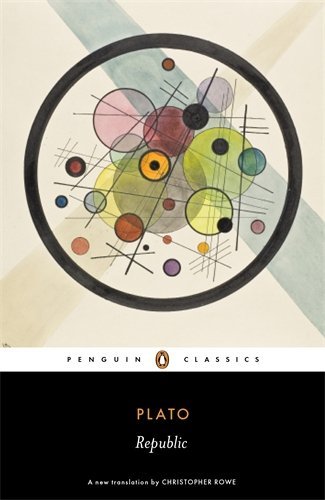 PENGUIN CLASSICS
PLATO
Republic
A new translation by CHRISTOPHER ROWE